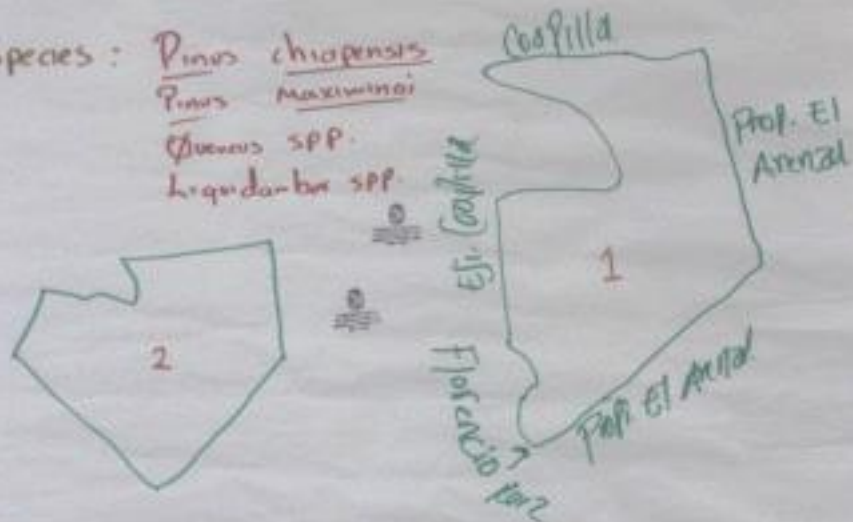 pecies: Pinus chiapensis
Pinus Maximinoi
Quercus spp.
Liquidambar spp.
Coapilla
Prop. El
Arenal
Eji. Coapilla
1
2
Prop. El Arenal
Florencio